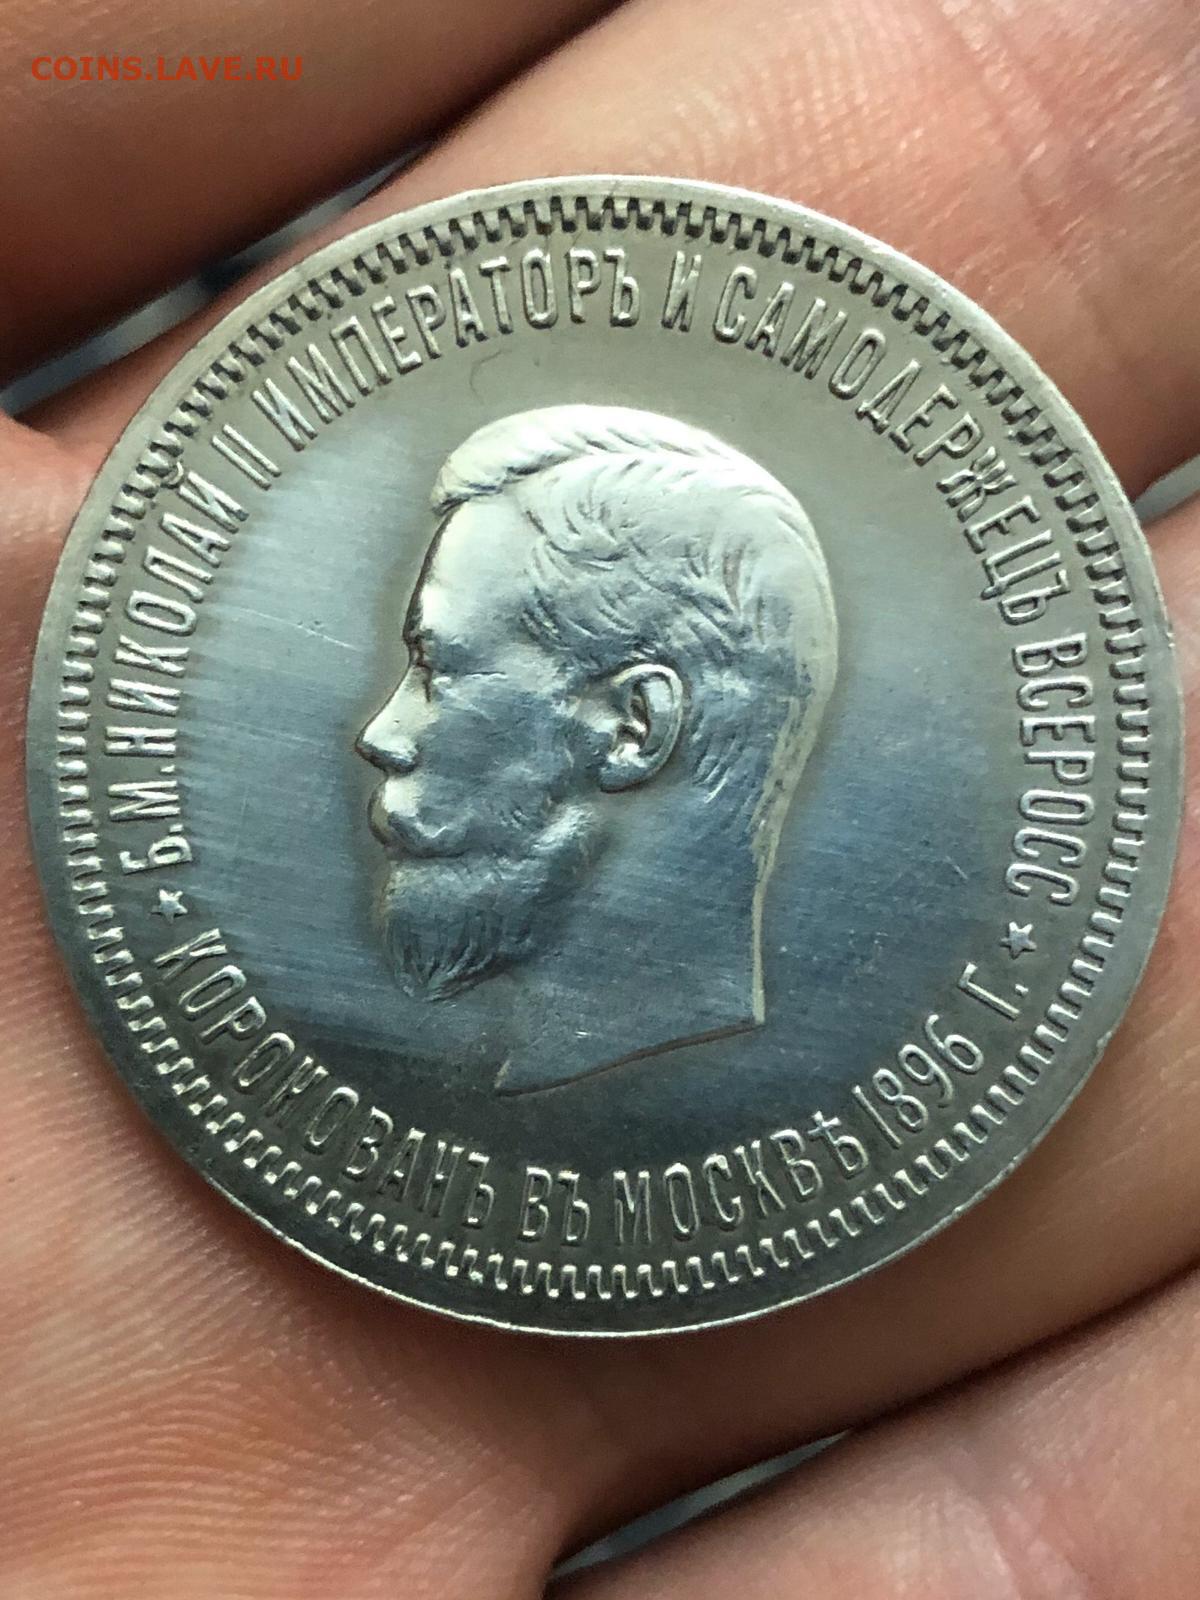 COINS.LAVE.RU
Б.М.НИКОЛАЙ II ИМПЕРАТОРЪ И САМОДЕРЖЕЦЪ ВСЕРОСС
★ КОРОНОВАНЪ ВЪ МОСКВѢ 1896 Г. ★